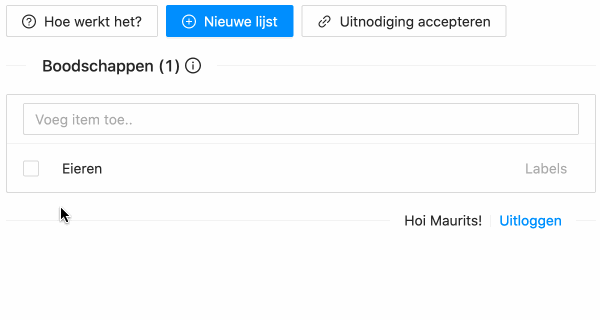 Hoe werkt het? Nieuwe lijst Uitnodiging accepteren
Boodschappen (1)
Voeg item toe..
Eieren Labels
Hoi Maurits! Uitloggen